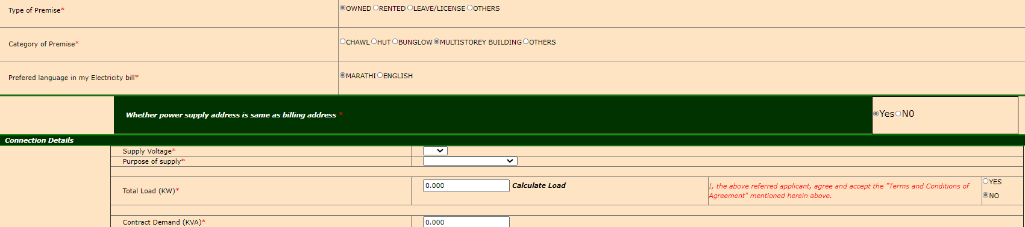 Type of Premise* OWNED RENTED LEAVE/LICENSE OTHERS
Category of Premise* CHAWL HUT BUNGLOW MULTISTOREY BUILDING OTHERS
Prefered language in my Electricity bill* MARATHI ENGLISH
Whether power supply address is same as billing address * Yes NO
Connection Details
Supply Voltage*
Purpose of supply*
Total Load (KW)* 0.000 Calculate Load
I, the above referred applicant, agree and accept the "Terms and Conditions of
Agreement" mentioned herein above.
YES
NO
Contract Demand (KVA)* 0.000